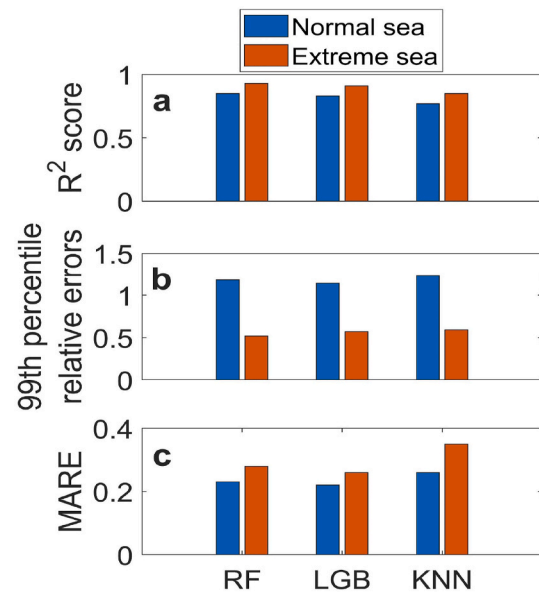 Normal sea
Extreme sea
a
R² score
1
0.5
0
b
99th percentile
relative errors
1.5
1
0.5
0
c
MARE
0.4
0.2
0
RF LGB KNN